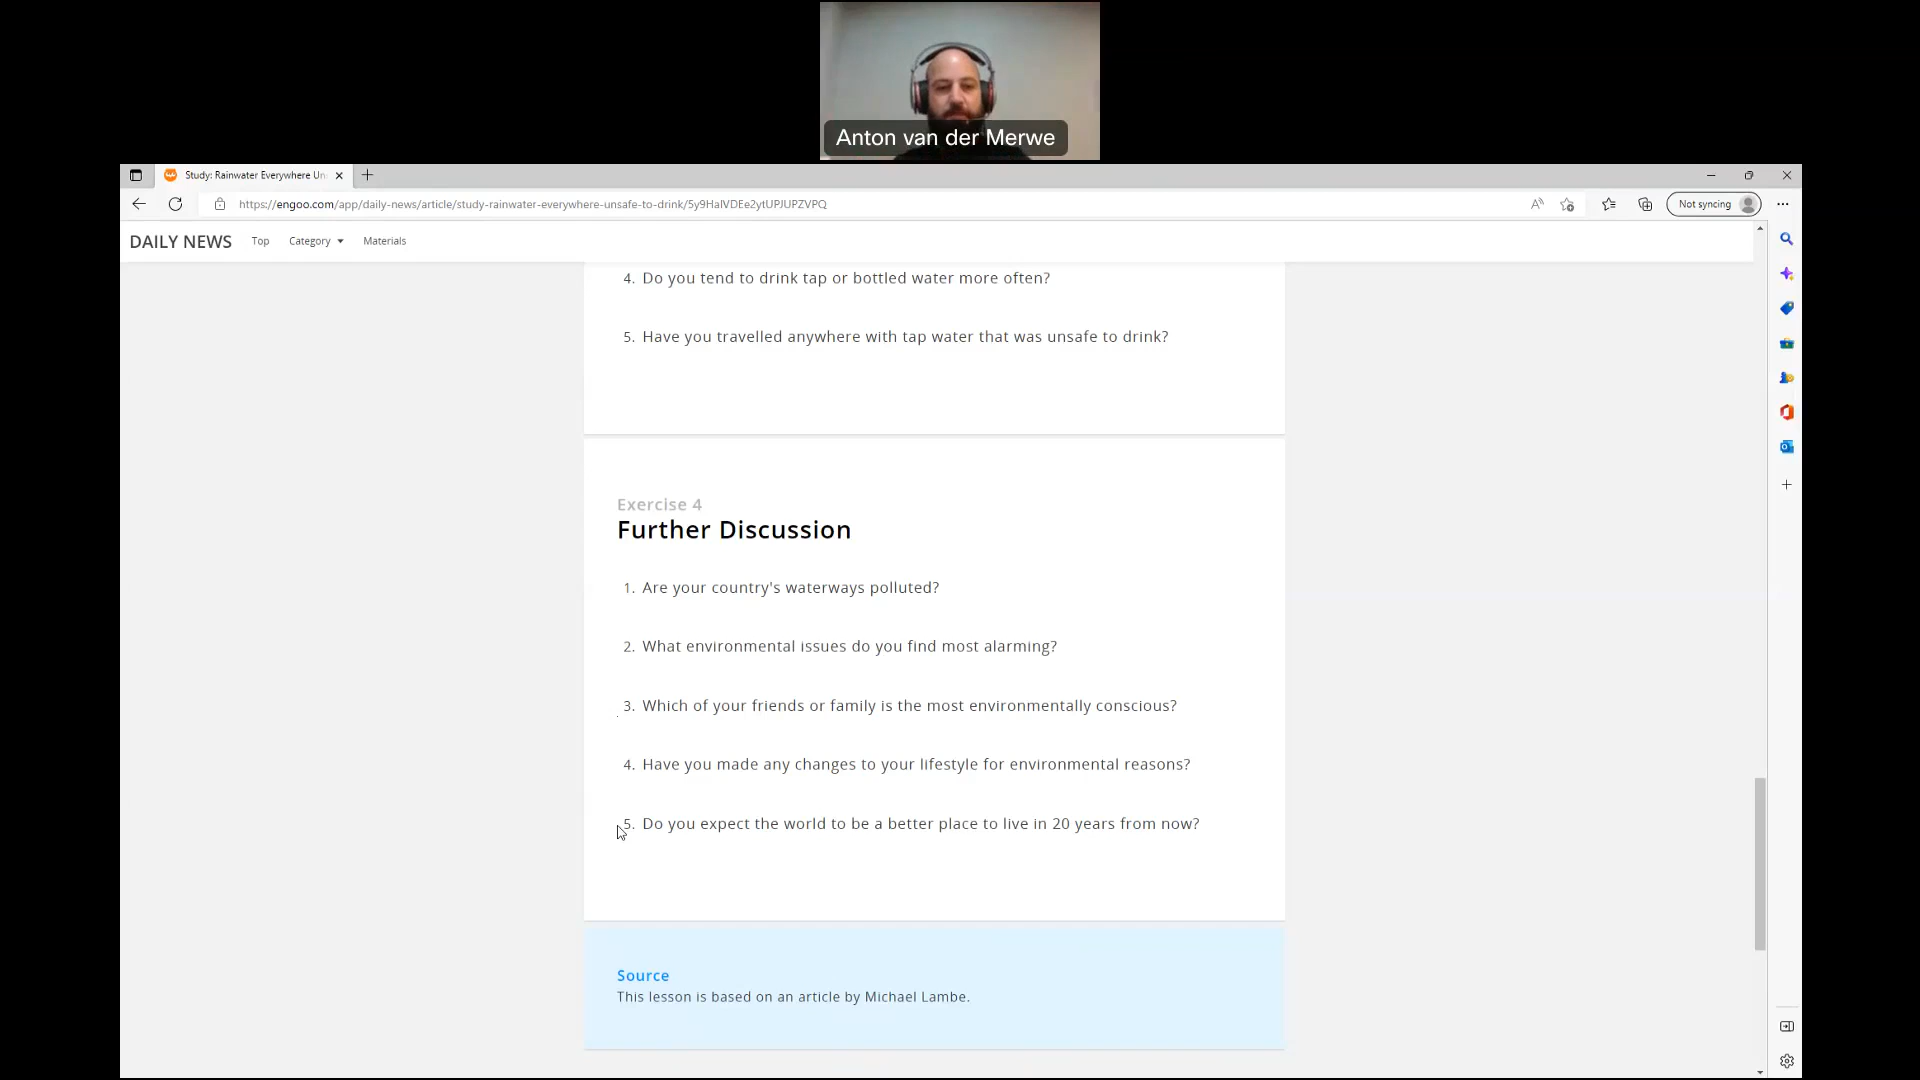 Anton van der Merwe
Study: Rainwater Everywhere Un
https://engoo.com/app/daily-news/article/study-rainwater-everywhere-unsafe-to-drink/5y9HalVDEe2ytUPJUPZVPQ
Not syncing
DAILY NEWS Top Category Materials
4. Do you tend to drink tap or bottled water more often?
5. Have you travelled anywhere with tap water that was unsafe to drink?
Exercise 4
Further Discussion
1. Are your country's waterways polluted?
2. What environmental issues do you find most alarming?
3. Which of your friends or family is the most environmentally conscious?
4. Have you made any changes to your lifestyle for environmental reasons?
5. Do you expect the world to be a better place to live in 20 years from now?
Source
This lesson is based on an article by Michael Lambe.